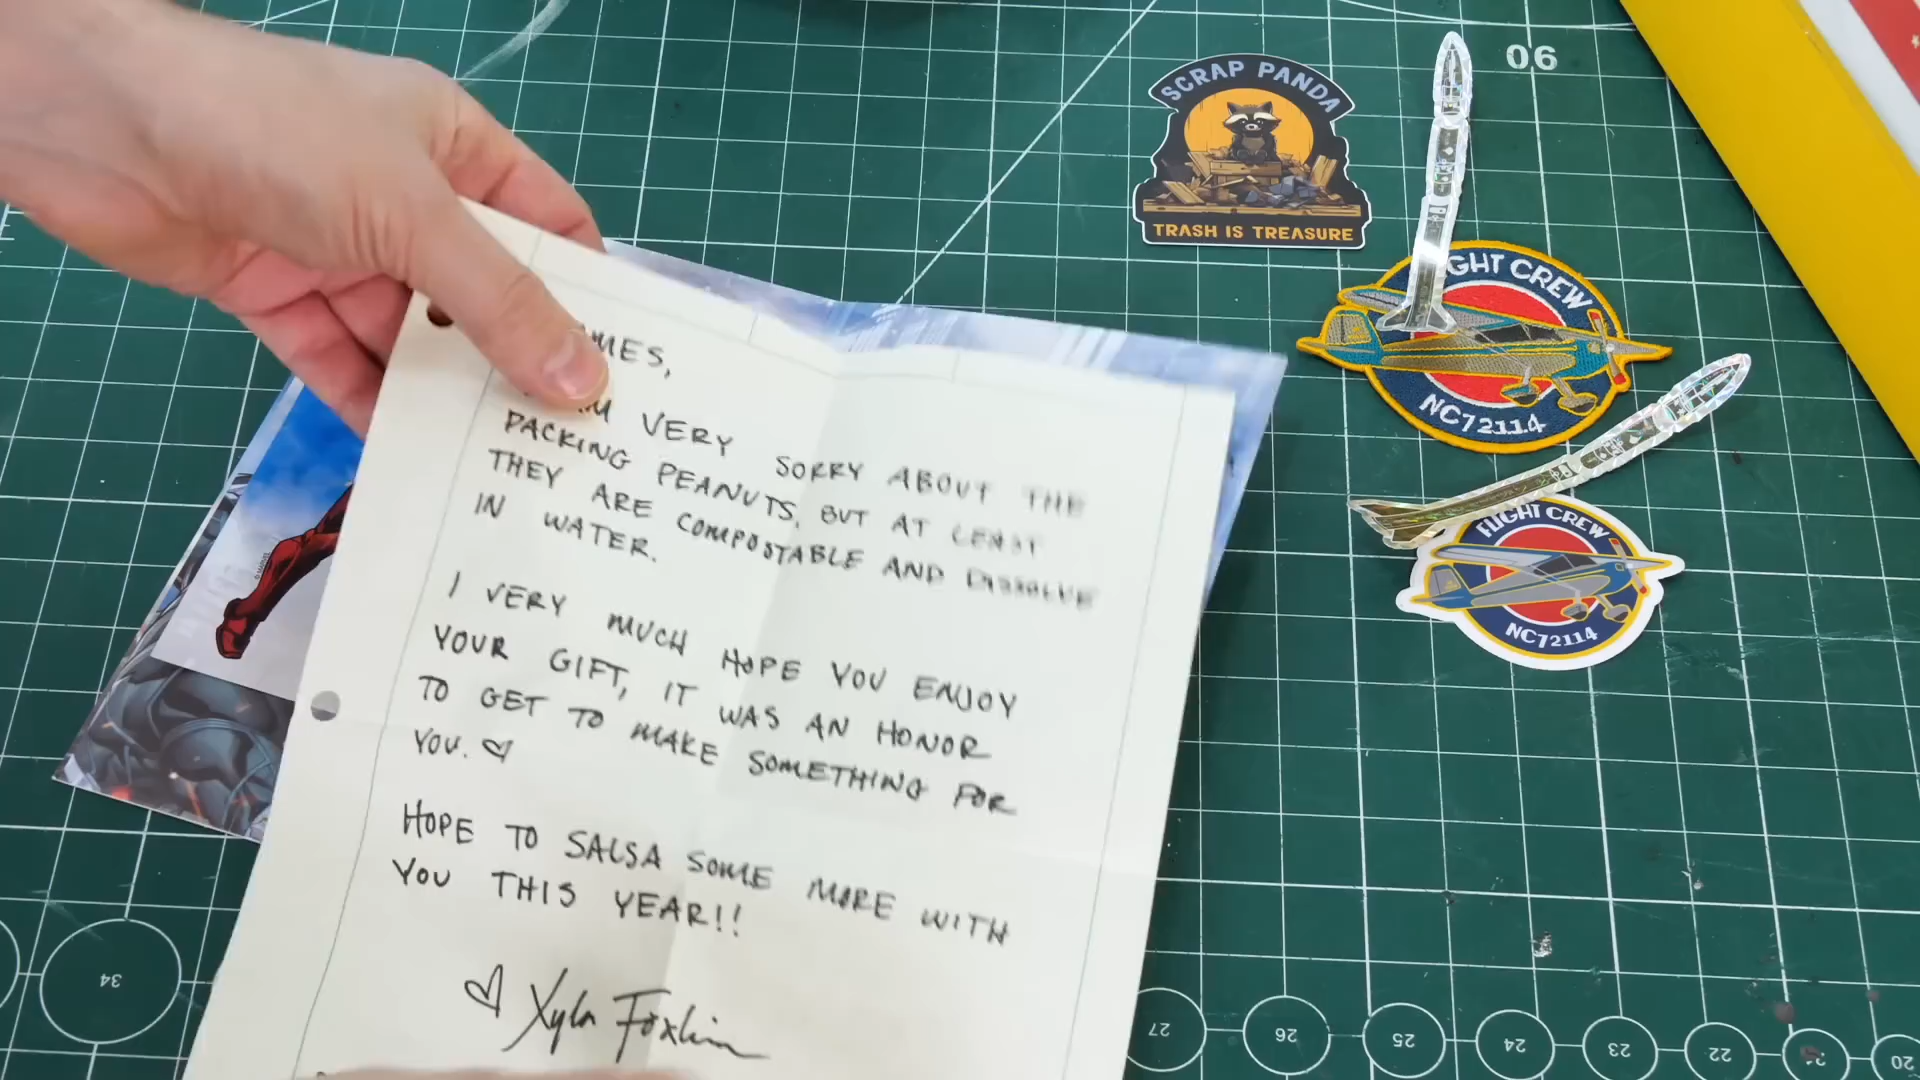 VERY SORRY ABOUT THE
PACKING PEANUTS, BUT AT LEAST
THEY ARE COMPOSTABLE AND DISSOLVE
IN WATER.
I VERY MUCH HOPE YOU ENJOY
YOUR GIFT, IT WAS AN HONOR
TO GET TO MAKE SOMETHING FOR
YOU. ♡
HOPE TO SALSA SOME MORE WITH
YOU THIS YEAR!!
♡ Xyla Foxlin
SCRAP PANDA
TRASH IS TREASURE
CREW
NC72114
FLIGHT CREW
NC72114
06
34
27
26
25
24
23
22
21
20